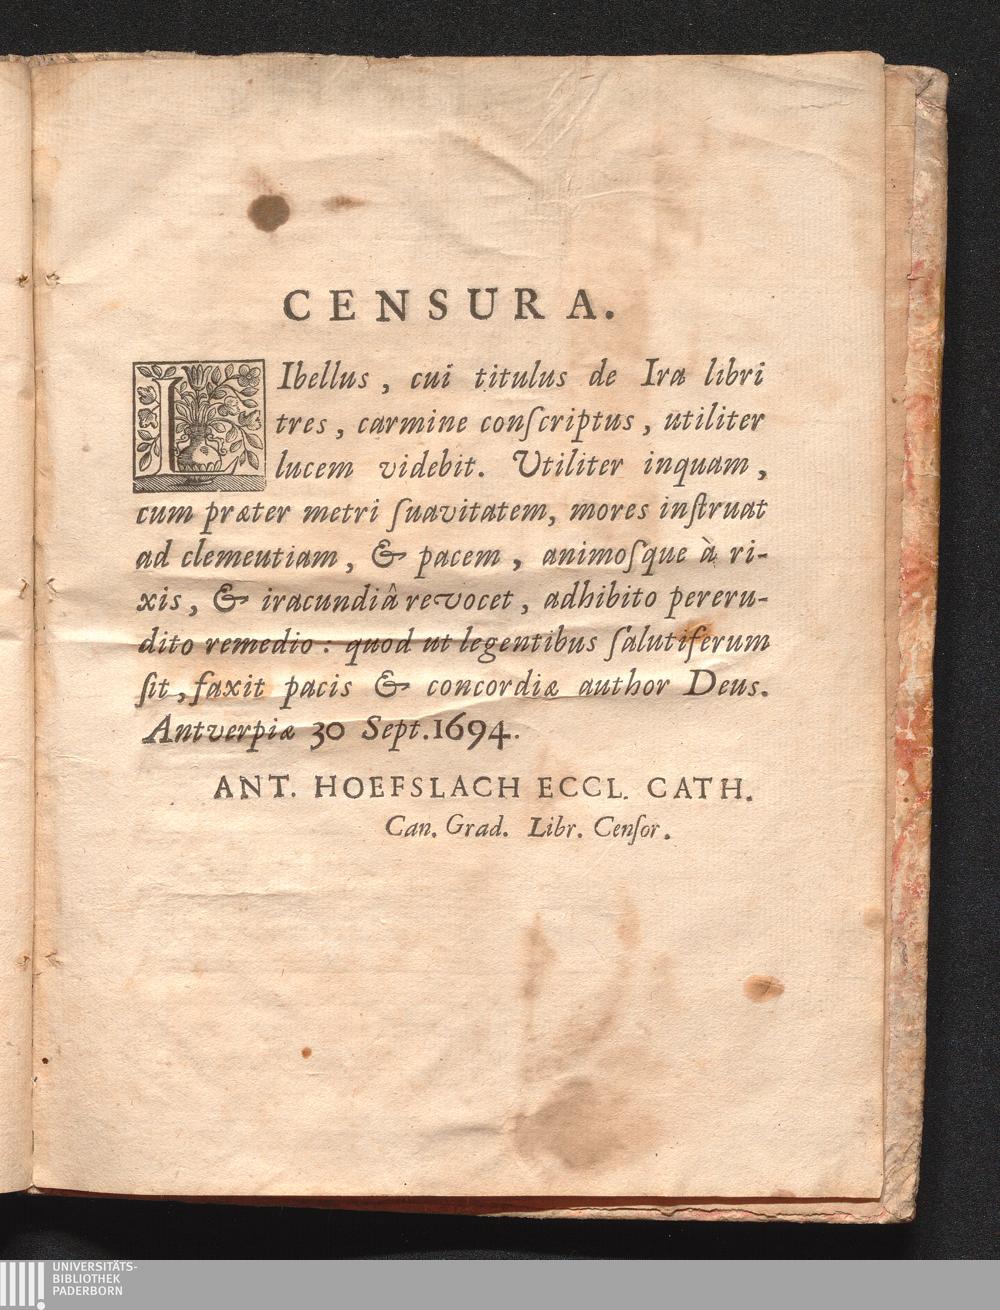 CENSURA.
LIbellus, cui titulus de Ira libri
tres, carmine conſcriptus, utiliter
lucem videbit. Utiliter inquam,
cum præter metri ſuavitatem, mores inſtruat
ad clementiam, & pacem, animoſque à ri-
xis, & iracundiâ revocet, adhibito pereru-
dito remedio: quod ut legentibus ſalutiferum
ſit, faxit pacis & concordiæ author Deus.
Antverpiæ 30 Sept. 1694.
ANT. HOEFSLACH ECCL. CATH.
Can. Grad. Libr. Cenſor.
UNIVERSITÄTS-
BIBLIOTHEK
PADERBORN